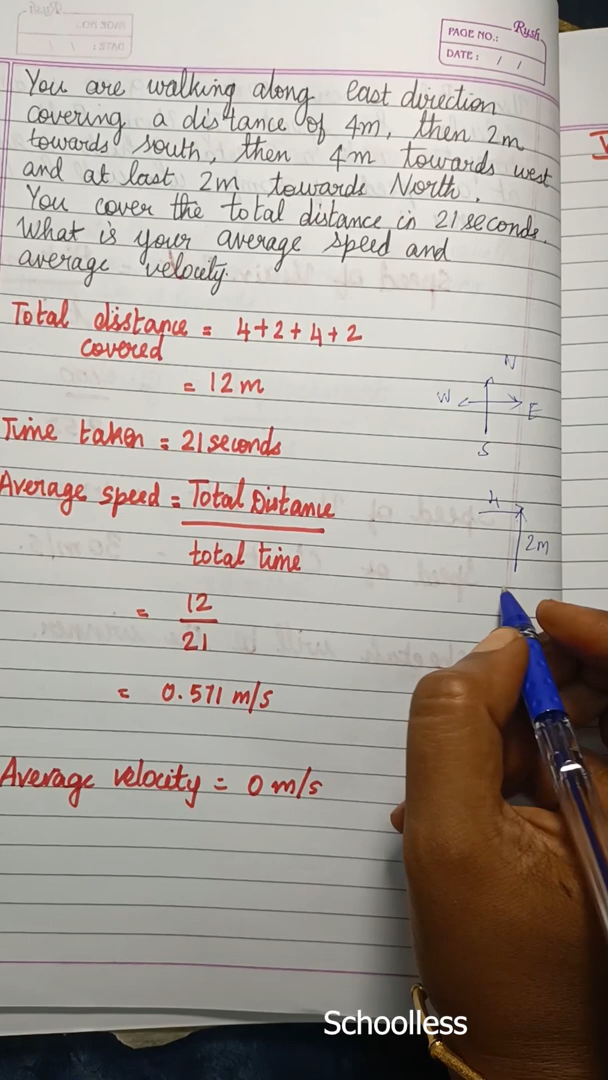 PAGE NO.: Rush
DATE: / /
You are walking along east direction
covering a distance of 4m, then 2m
towards south, then 4m towards west
and at last 2m towards North.
You cover the total distance in 21 seconds.
What is your average speed and
average velocity.
Total distance = 4+2+4+2
covered
= 12m
Time taken = 21 seconds
Average speed = Total Distance
total time
= 12
21
= 0.571 m/s
Average velocity = 0 m/s
N
W E
S
4
2m
Schoolless